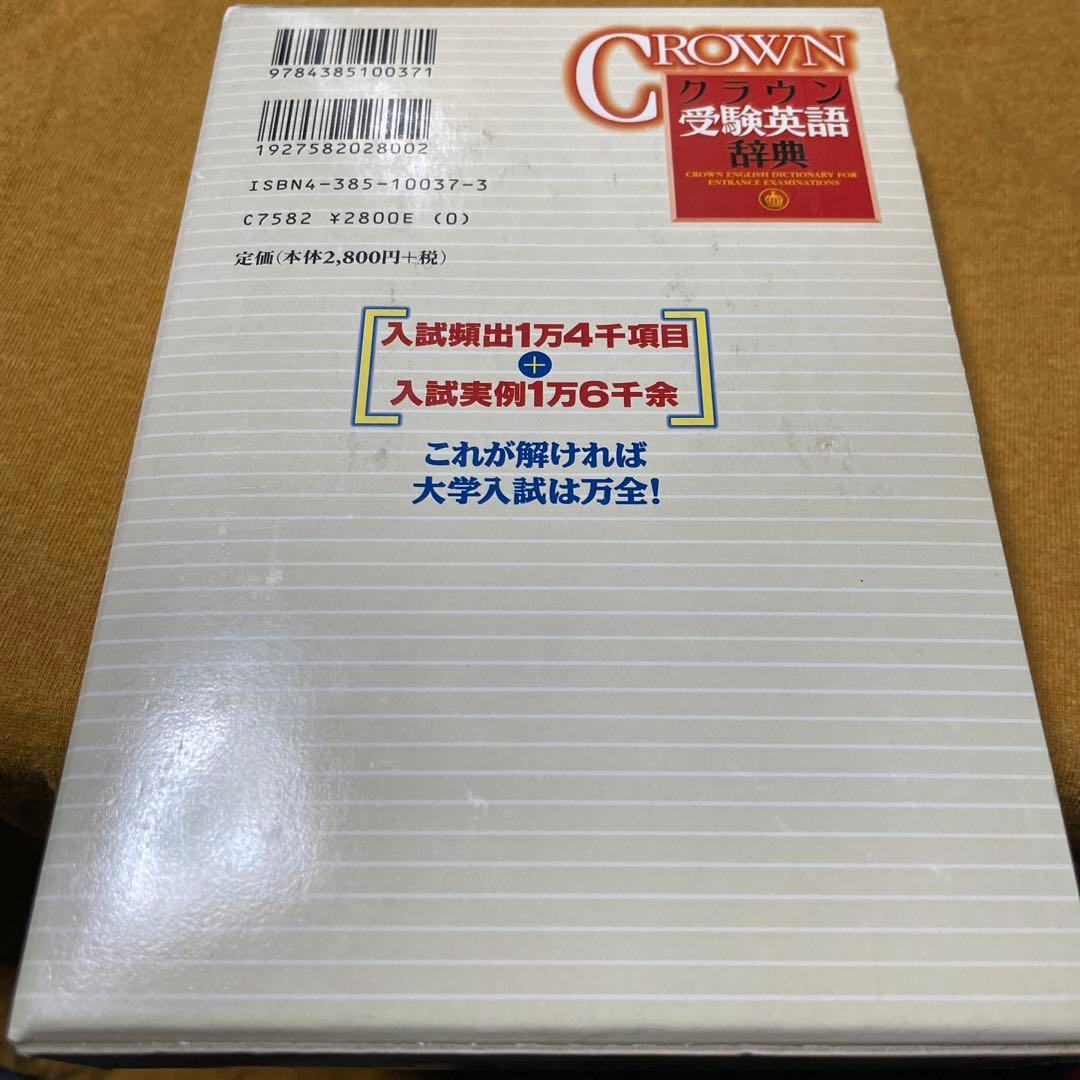 9784385100371
1927582028002
ISBN4-385-10037-3
C7582 ¥2800E (0)
定価(本体2,800円+税)
CROWN
クラウン
受験英語
辞典
CROWN ENGLISH DICTIONARY FOR
ENTRANCE EXAMINATIONS
入試頻出1万4千項目
+
入試実例1万6千余
これが解ければ
大学入試は万全!